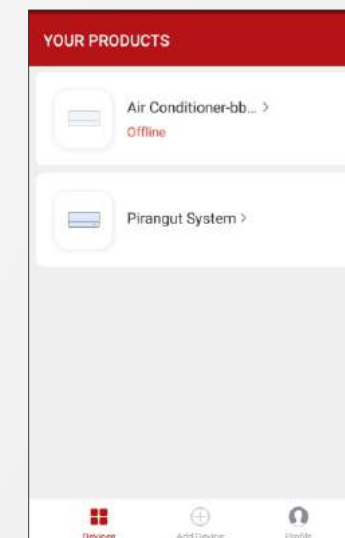 YOUR PRODUCTS
Air Conditioner-bb... >
Offline
Pirangut System >
Devices
Add Device
Profile